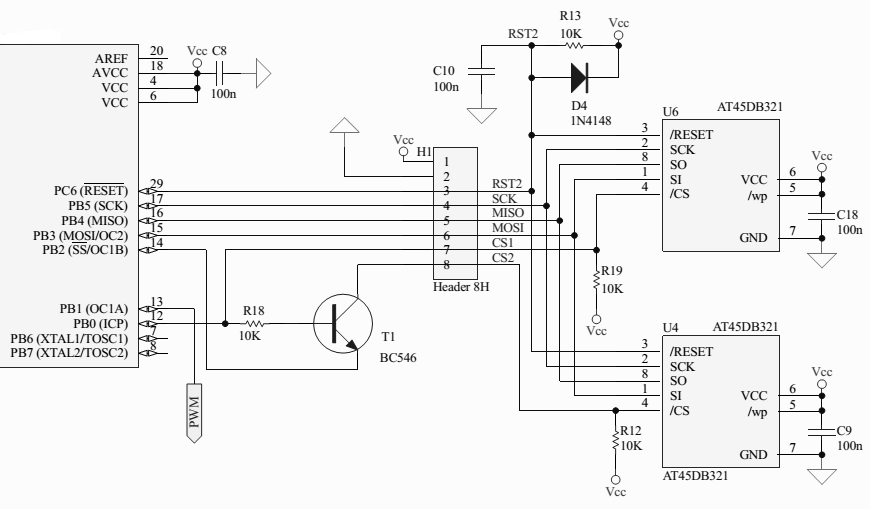 R13
RST2
10K
Vcc
20
Vcc
C8
AREF
18
AVCC
4
VCC
100n
6
VCC
C10
100n
D4
1N4148
U6
AT45DB321
3
/RESET
2
SCK
8
SO
1
SI
4
/CS
VCC
6
/wp
5
Vcc
C18
100n
GND
7
Vcc
H1
1
2
3
4
5
6
7
8
Header 8H
RST2
SCK
MISO
MOSI
CS1
CS2
PC6 (RESET)
29
PB5 (SCK)
17
PB4 (MISO)
16
PB3 (MOSI/OC2)
15
PB2 (SS/OC1B)
14
R19
10K
Vcc
PB1 (OC1A)
13
PB0 (ICP)
12
PB6 (XTAL1/TOSC1)
7
PB7 (XTAL2/TOSC2)
8
R18
10K
T1
BC546
PWM
U4
AT45DB321
3
/RESET
2
SCK
8
SO
1
SI
4
/CS
VCC
6
/wp
5
Vcc
C9
100n
GND
7
R12
10K
Vcc
AT45DB321